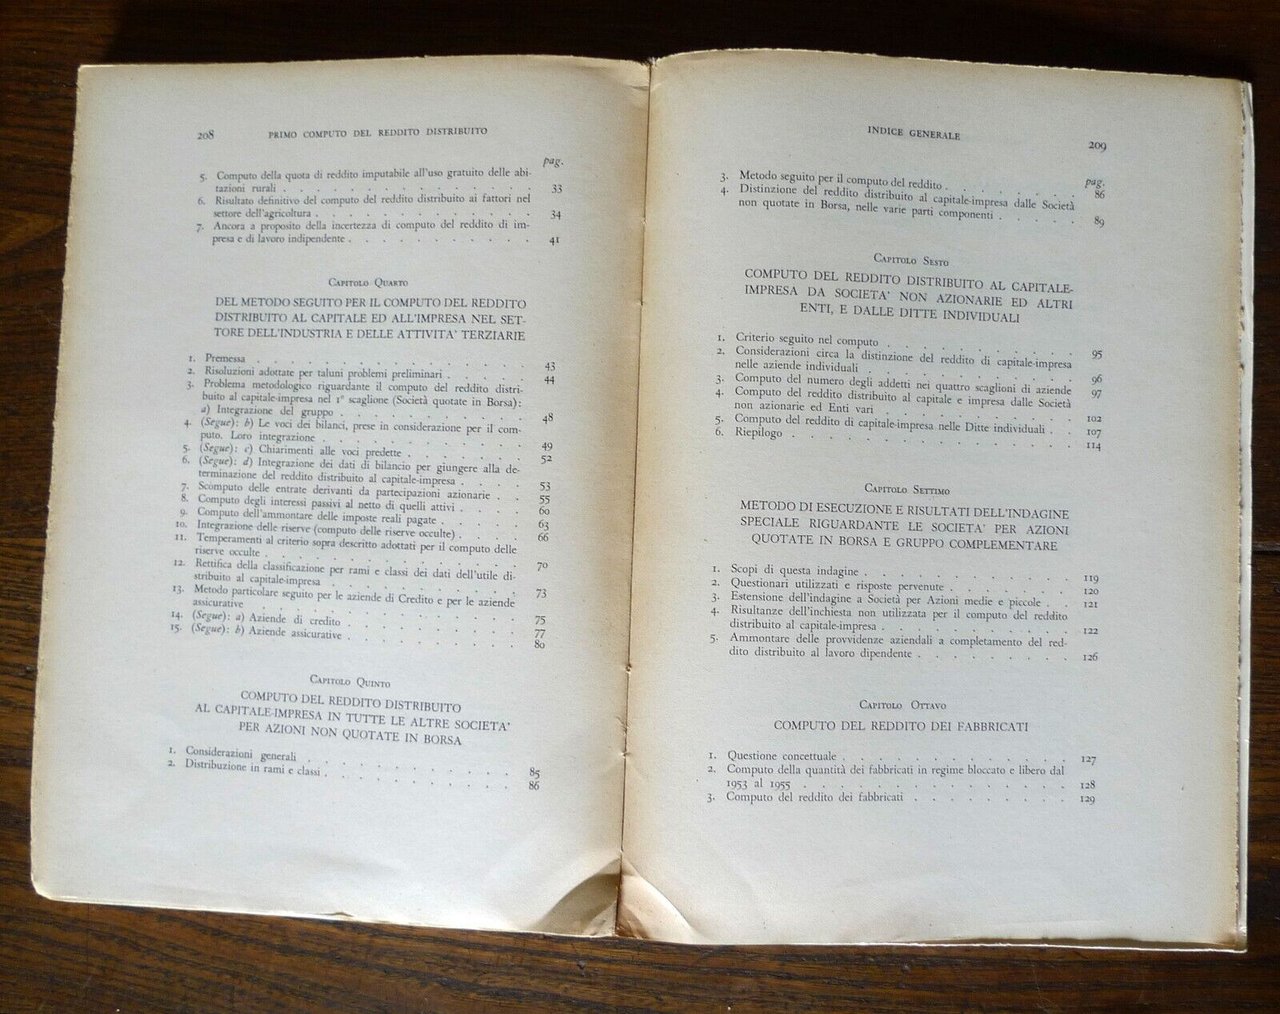 208 PRIMO COMPUTO DEL REDDITO DISTRIBUITO
pag.
5. Computo della quota di reddito imputabile all'uso gratuito delle abi-
tazioni rurali . . . . . . . . . . . 33
6. Risultato definitivo del computo del reddito distribuito ai fattori nel
settore dell'agricoltura . . . . . . . . . . 34
7. Ancora a proposito della incertezza di computo del reddito di im-
presa e di lavoro indipendente . . . . . . . . 41
Capitolo Quarto
DEL METODO SEGUITO PER IL COMPUTO DEL REDDITO
DISTRIBUITO AL CAPITALE ED ALL'IMPRESA NEL SET-
TORE DELL'INDUSTRIA E DELLE ATTIVITA' TERZIARIE
1. Premessa . . . . . . . . . . . . 43
2. Risoluzioni adottate per taluni problemi preliminari . . . . 44
3. Problema metodologico riguardante il computo del reddito distri-
buito al capitale-impresa nel 1° scaglione (Società quotate in Borsa):
a) Integrazione del gruppo . . . . . . . . 48
4. (Segue): b) Le voci dei bilanci, prese in considerazione per il com-
puto. Loro integrazione . . . . . . . . . 49
5. (Segue): c) Chiarimenti alle voci predette . . . . . . 52
6. (Segue): d) Integrazione dei dati di bilancio per giungere alla de-
terminazione del reddito distribuito al capitale-impresa . . . . 53
7. Scomputo delle entrate derivanti da partecipazioni azionarie . . 55
8. Computo degli interessi passivi al netto di quelli attivi . . . . 60
9. Computo dell'ammontare delle imposte reali pagate . . . . 63
10. Integrazione delle riserve (computo delle riserve occulte) . . . . 66
11. Temperamenti al criterio sopra descritto adottati per il computo delle
riserve occulte . . . . . . . . . . . 70
12. Rettifica della classificazione per rami e classi dei dati dell'utile di-
stribuito al capitale-impresa . . . . . . . . 73
13. Metodo particolare seguito per le aziende di Credito e per le aziende
assicurative . . . . . . . . . . . 75
14. (Segue): a) Aziende di credito . . . . . . . . 77
15. (Segue): b) Aziende assicurative . . . . . . . . 80
Capitolo Quinto
COMPUTO DEL REDDITO DISTRIBUITO
AL CAPITALE-IMPRESA IN TUTTE LE ALTRE SOCIETA'
PER AZIONI NON QUOTATE IN BORSA
1. Considerazioni generali . . . . . . . . . . 85
2. Distribuzione in rami e classi . . . . . . . . . 86
INDICE GENERALE 209
pag.
3. Metodo seguito per il computo del reddito . . . . . . . 86
4. Distinzione del reddito distribuito al capitale-impresa dalle Società
non quotate in Borsa, nelle varie parti componenti . . . . . 89
Capitolo Sesto
COMPUTO DEL REDDITO DISTRIBUITO AL CAPITALE-
IMPRESA DA SOCIETA' NON AZIONARIE ED ALTRI
ENTI, E DALLE DITTE INDIVIDUALI
1. Criterio seguito nel computo . . . . . . . . . 95
2. Considerazioni circa la distinzione del reddito di capitale-impresa
nelle aziende individuali . . . . . . . . . . 96
3. Computo del numero degli addetti nei quattro scaglioni di aziende 97
4. Computo del reddito distribuito al capitale e impresa dalle Società
non azionarie ed Enti vari . . . . . . . . . 102
5. Computo del reddito di capitale-impresa nelle Ditte individuali . . 107
6. Riepilogo . . . . . . . . . . . . 114
Capitolo Settimo
METODO DI ESECUZIONE E RISULTATI DELL'INDAGINE
SPECIALE RIGUARDANTE LE SOCIETA' PER AZIONI
QUOTATE IN BORSA E GRUPPO COMPLEMENTARE
1. Scopi di questa indagine . . . . . . . . . . 119
2. Questionari utilizzati e risposte pervenute . . . . . . 120
3. Estensione dell'indagine a Società per Azioni medie e piccole . . 121
4. Risultanze dell'inchiesta non utilizzata per il computo del reddito
distribuito al capitale-impresa . . . . . . . . . 122
5. Ammontare delle provvidenze aziendali a completamento del red-
dito distribuito al lavoro dipendente . . . . . . . . 126
Capitolo Ottavo
COMPUTO DEL REDDITO DEI FABBRICATI
1. Questione concettuale . . . . . . . . . . 127
2. Computo della quantità dei fabbricati in regime bloccato e libero dal
1953 al 1955 . . . . . . . . . . . . 128
3. Computo del reddito dei fabbricati . . . . . . . . 129